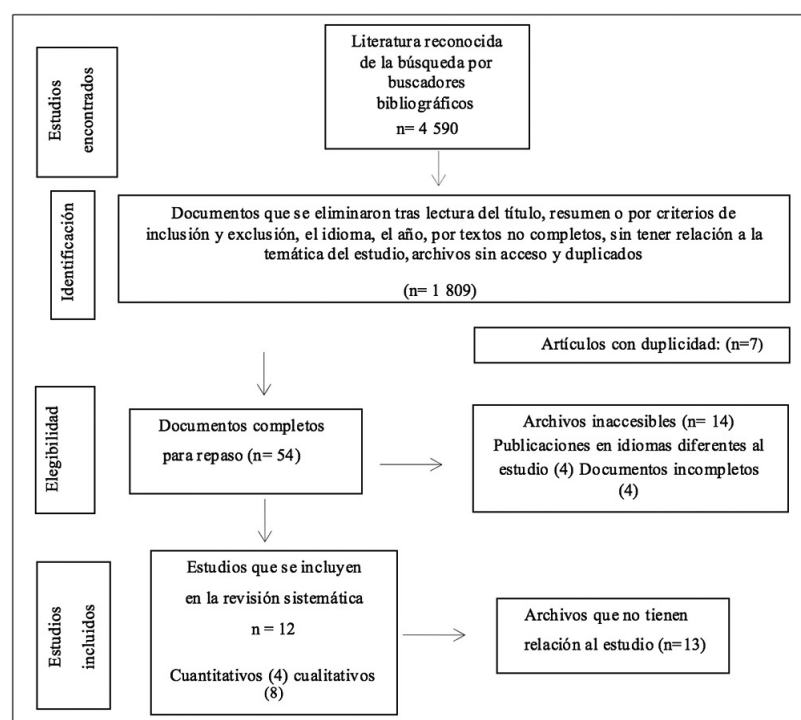 Estudios
encontrados
Literatura reconocida
de la búsqueda por
buscadores
bibliográficos
n= 4 590
Identificación
Documentos que se eliminaron tras lectura del título, resumen o por criterios de
inclusión y exclusión, el idioma, el año, por textos no completos, sin tener relación a la
temática del estudio, archivos sin acceso y duplicados
(n= 1 809)
Artículos con duplicidad: (n=7)
Elegibilidad
Documentos completos
para repaso (n= 54)
Archivos inaccesibles (n= 14)
Publicaciones en idiomas diferentes al
estudio (4) Documentos incompletos
(4)
Estudios
incluidos
Estudios que se incluyen
en la revisión sistemática
n = 12
Cuantitativos (4) cualitativos
(8)
Archivos que no tienen
relación al estudio (n=13)